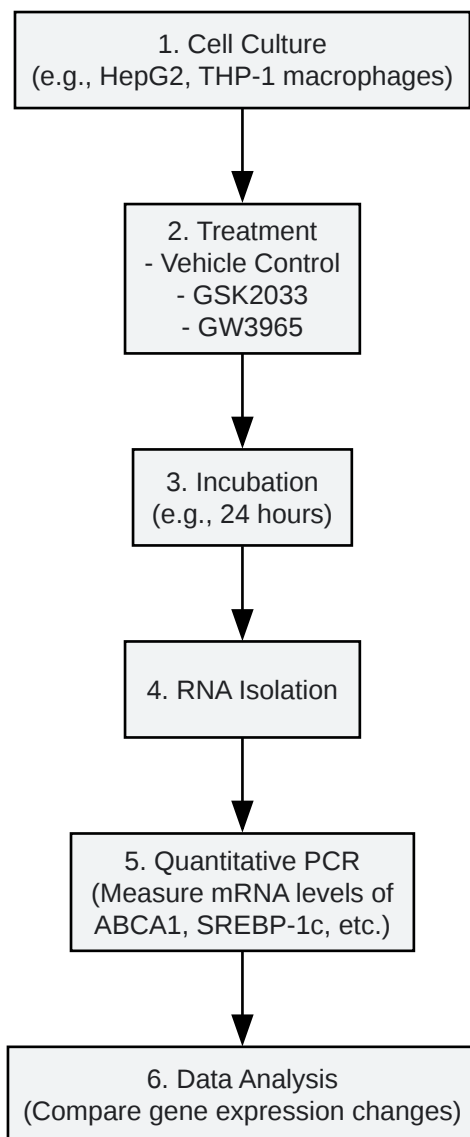 1. Cell Culture
(e.g., HepG2, THP-1 macrophages)
2. Treatment
- Vehicle Control
- GSK2033
- GW3965
3. Incubation
(e.g., 24 hours)
4. RNA Isolation
5. Quantitative PCR
(Measure mRNA levels of
ABCA1, SREBP-1c, etc.)
6. Data Analysis
(Compare gene expression changes)